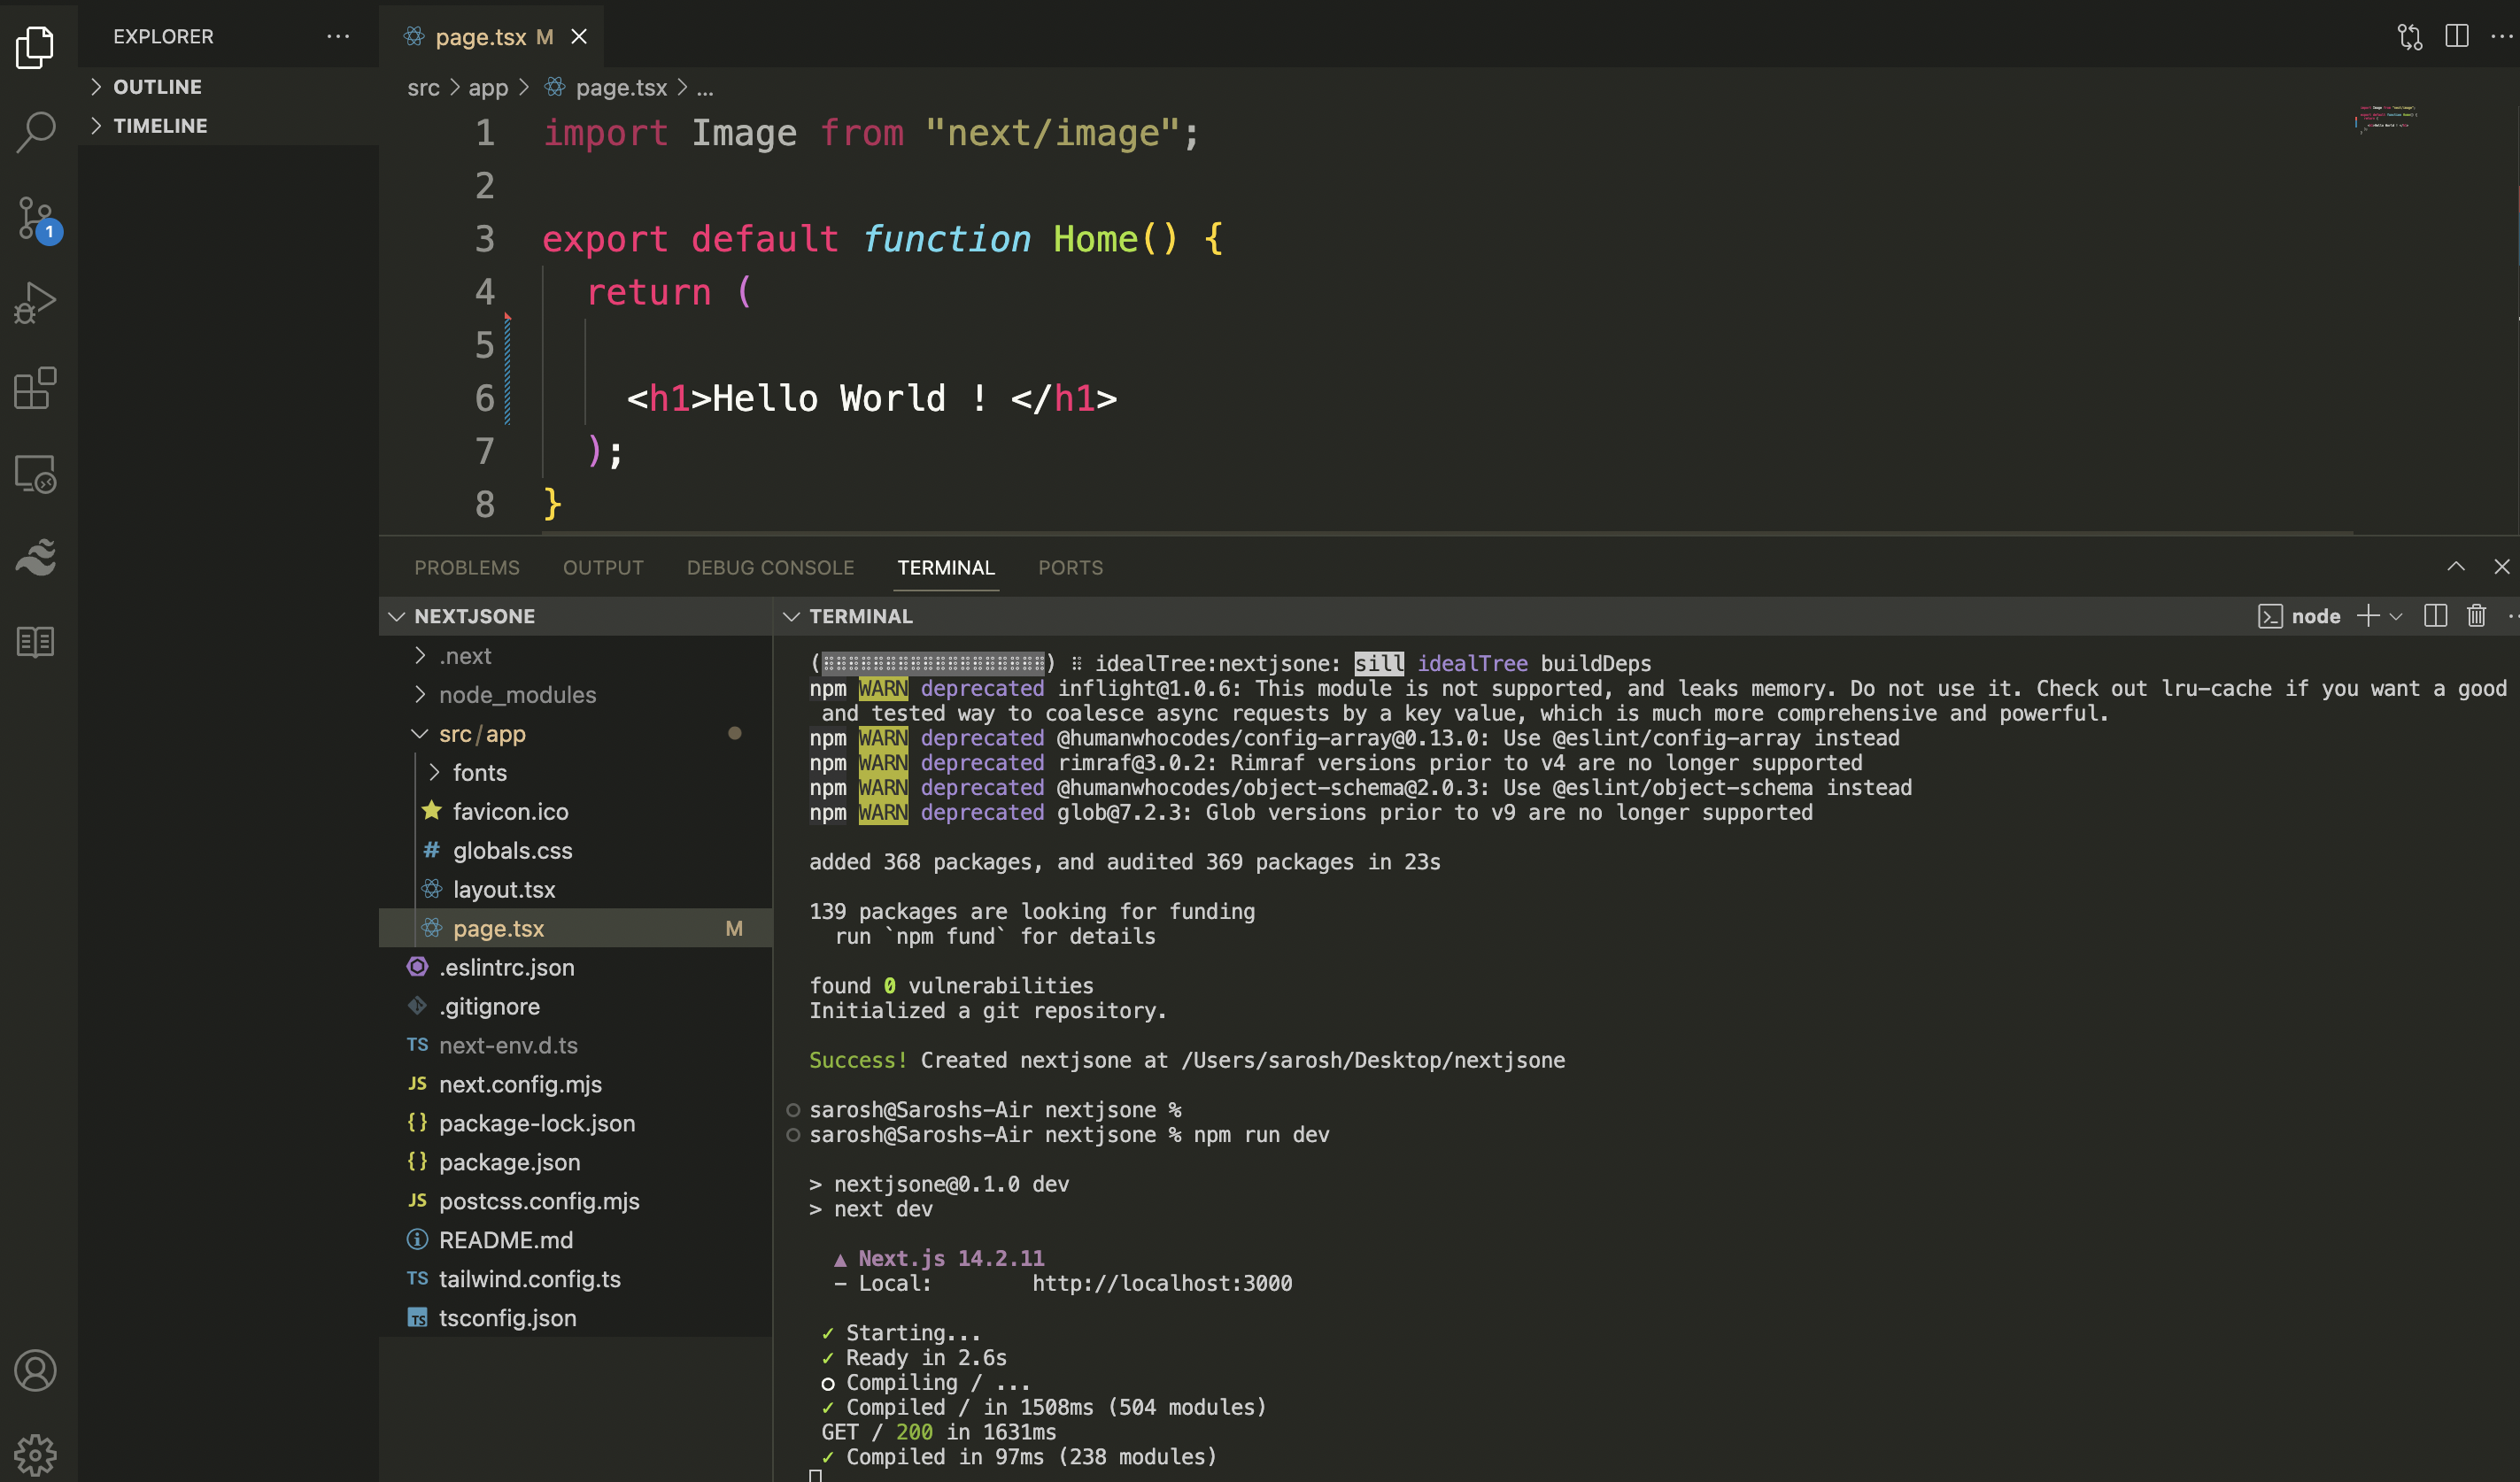 EXPLORER
OUTLINE
TIMELINE
1
page.tsx M
src > app > page.tsx > ...
1 import Image from "next/image";
2
3 export default function Home() {
4 return (
5
6 <h1>Hello World ! </h1>
7 );
8 }
PROBLEMS OUTPUT DEBUG CONSOLE TERMINAL PORTS
NEXTJSONE
.next
node_modules
src/app
fonts
favicon.ico
# globals.css
layout.tsx
page.tsx M
.eslintrc.json
.gitignore
TS next-env.d.ts
JS next.config.mjs
{} package-lock.json
{} package.json
JS postcss.config.mjs
README.md
TS tailwind.config.ts
TS tsconfig.json
TERMINAL
node
(⠿⠿⠿⠿⠿⠿⠿⠿⠿⠿⠿⠿⠿⠿⠿⠿⠿⠿) ⠿ idealTree:nextjsone: sill idealTree buildDeps
npm WARN deprecated inflight@1.0.6: This module is not supported, and leaks memory. Do not use it. Check out lru-cache if you want a good
and tested way to coalesce async requests by a key value, which is much more comprehensive and powerful.
npm WARN deprecated @humanwhocodes/config-array@0.13.0: Use @eslint/config-array instead
npm WARN deprecated rimraf@3.0.2: Rimraf versions prior to v4 are no longer supported
npm WARN deprecated @humanwhocodes/object-schema@2.0.3: Use @eslint/object-schema instead
npm WARN deprecated glob@7.2.3: Glob versions prior to v9 are no longer supported
added 368 packages, and audited 369 packages in 23s
139 packages are looking for funding
run `npm fund` for details
found 0 vulnerabilities
Initialized a git repository.
Success! Created nextjsone at /Users/sarosh/Desktop/nextjsone
sarosh@Saroshs-Air nextjsone %
sarosh@Saroshs-Air nextjsone % npm run dev
> nextjsone@0.1.0 dev
> next dev
▲ Next.js 14.2.11
- Local: http://localhost:3000
✓ Starting...
✓ Ready in 2.6s
○ Compiling / ...
✓ Compiled / in 1508ms (504 modules)
GET / 200 in 1631ms
✓ Compiled in 97ms (238 modules)